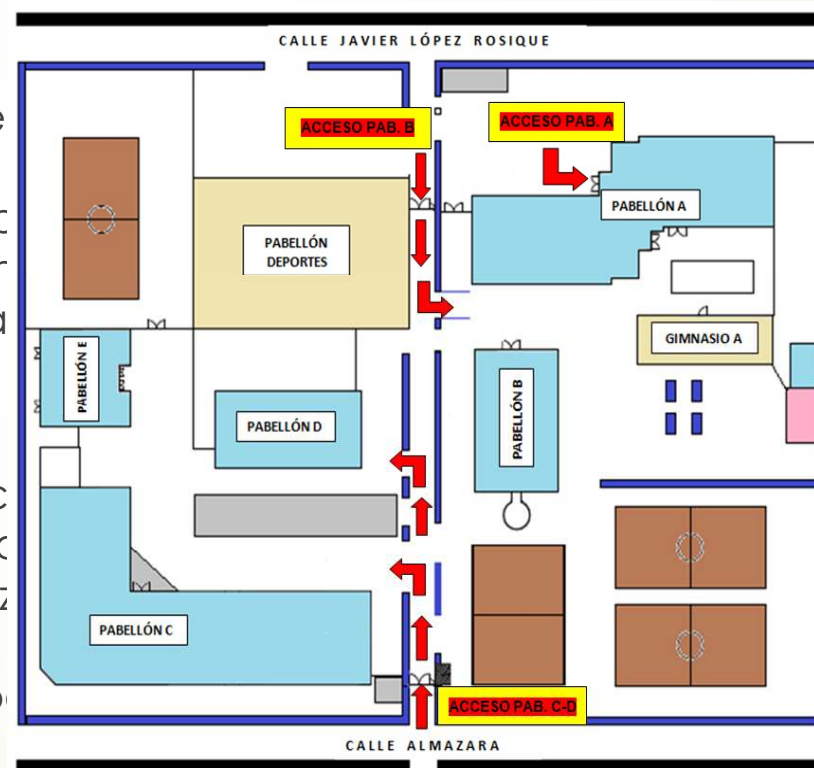 CALLE JAVIER LÓPEZ ROSIQUE
ACCESO PAB. B
ACCESO PAB. A
PABELLÓN A
PABELLÓN
DEPORTES
GIMNASIO A
PABELLÓN E
PABELLÓN B
PABELLÓN D
PABELLÓN C
ACCESO PAB. C-D
CALLE ALMAZARA